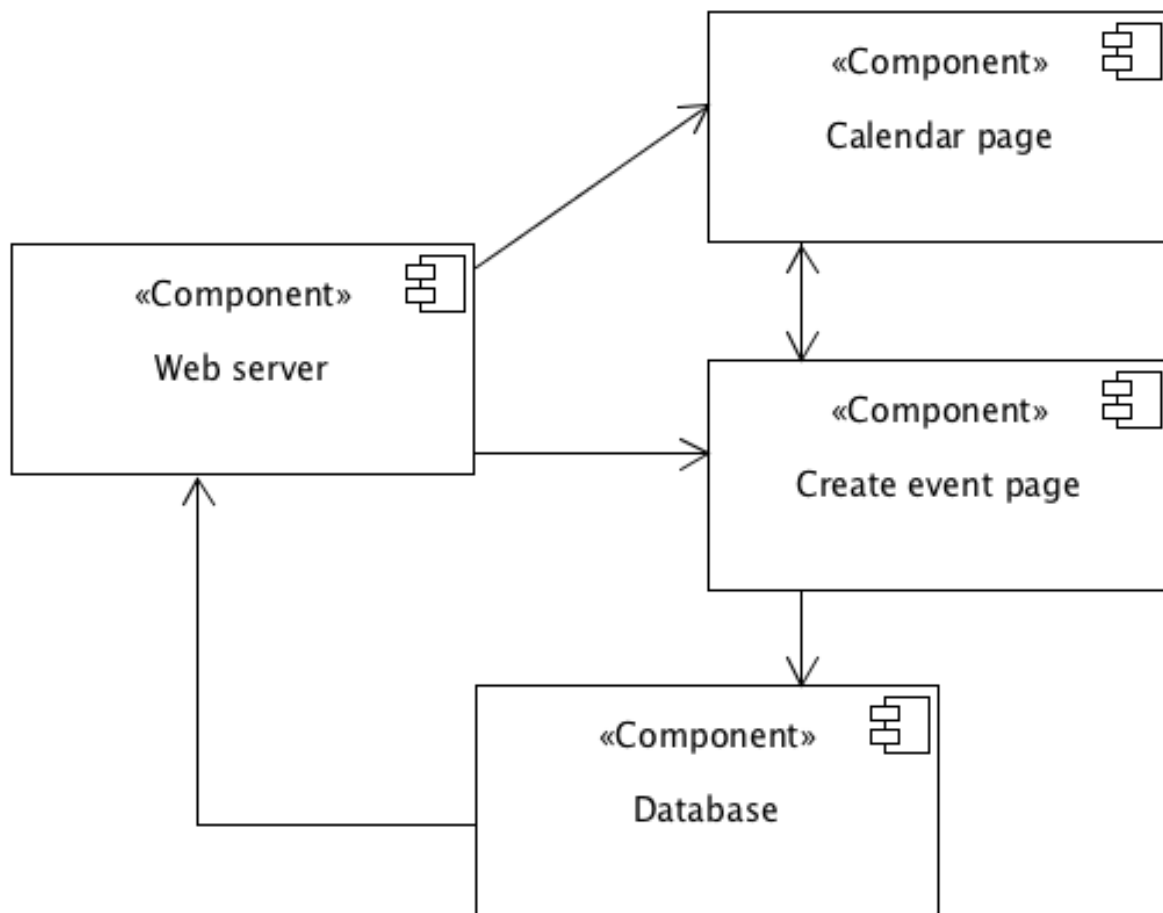 «Component»
Calendar page
«Component»
Web server
«Component»
Create event page
«Component»
Database